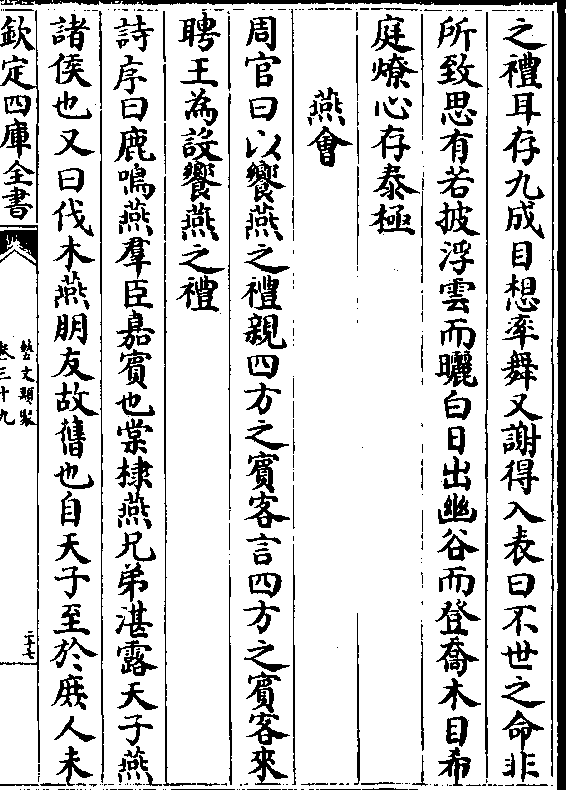 之禮耳存九成目想率舞又謝得入表曰不世之命非
所致思有若披浮雲而曬白日出幽谷而登喬木目希
庭燎心存泰極
燕會
周官曰以饗燕之禮親四方之賓客言四方之賓客來
聘王為設饗燕之禮
詩序曰鹿鳴燕羣臣嘉賓也棠棣燕兄弟湛露天子燕
諸侯也又曰伐木燕朋友故舊也自天子至於庶人未
欽定四庫全書
藝文類聚
卷三十九
二十七